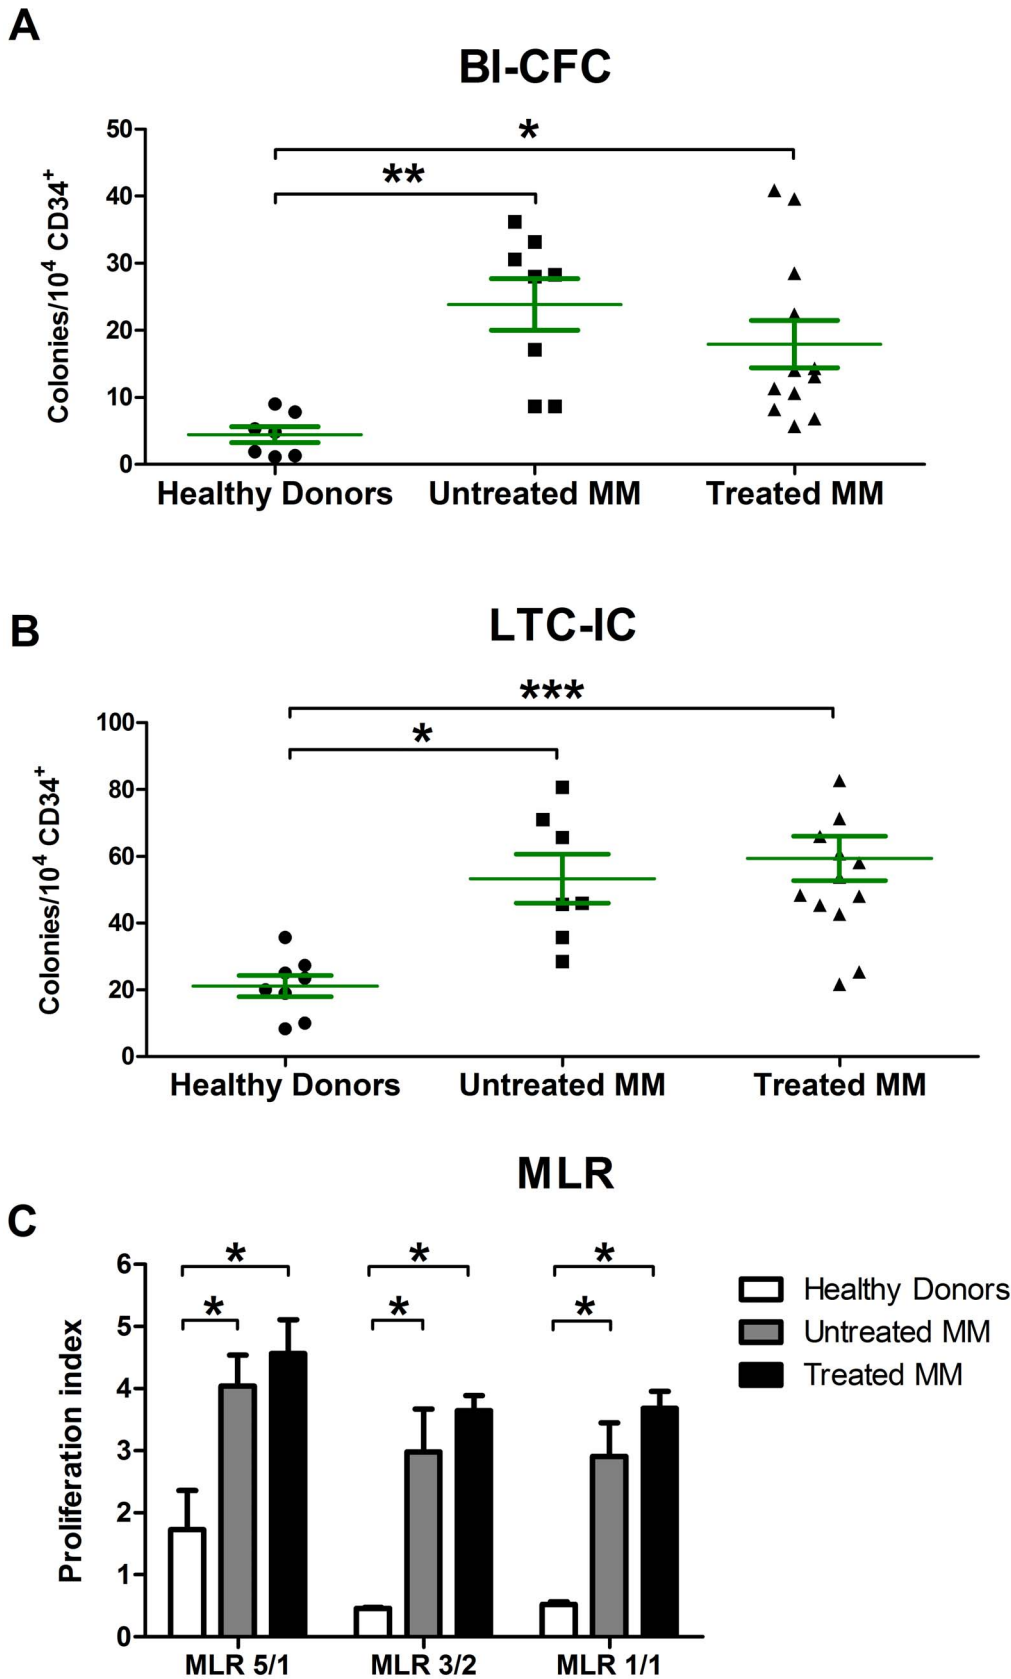 A
BI-CFC
Colonies/10⁴ CD34⁺
50
40
30
20
10
0
*
**
Healthy Donors Untreated MM Treated MM
B
LTC-IC
Colonies/10⁴ CD34⁺
100
80
60
40
20
0
***
*
Healthy Donors Untreated MM Treated MM
MLR
C
Proliferation index
6
5
4
3
2
1
0
* * *
* * *
MLR 5/1 MLR 3/2 MLR 1/1
Healthy Donors
Untreated MM
Treated MM